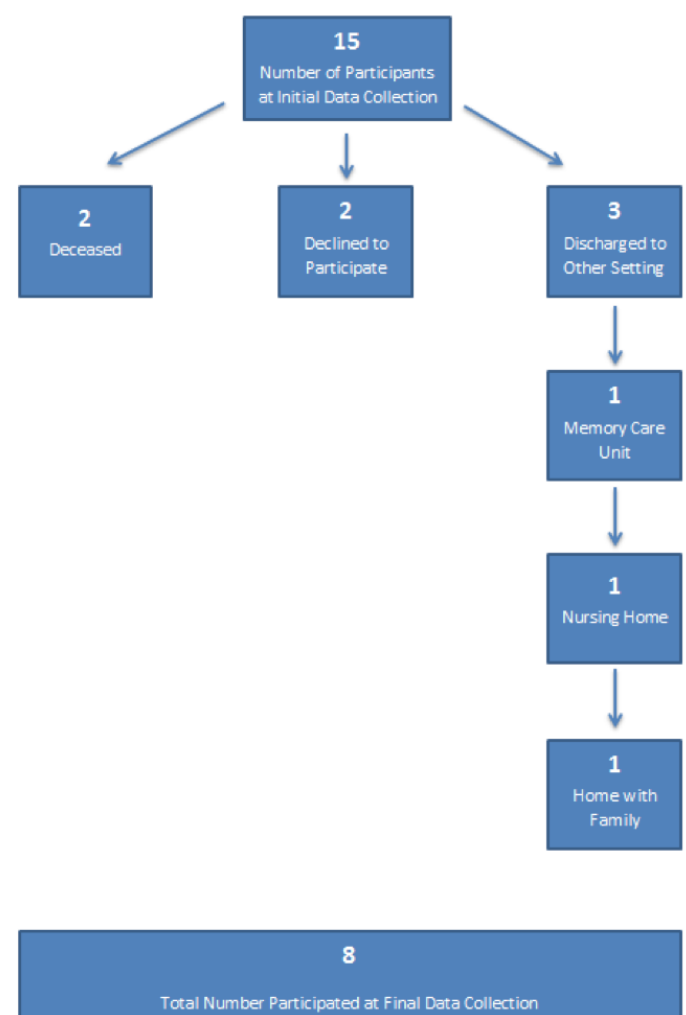 15
Number of Participants
at Initial Data Collection
2
Deceased
2
Declined to
Participate
3
Discharged to
Other Setting
1
Memory Care
Unit
1
Nursing Home
1
Home with
Family
8
Total Number Participated at Final Data Collection